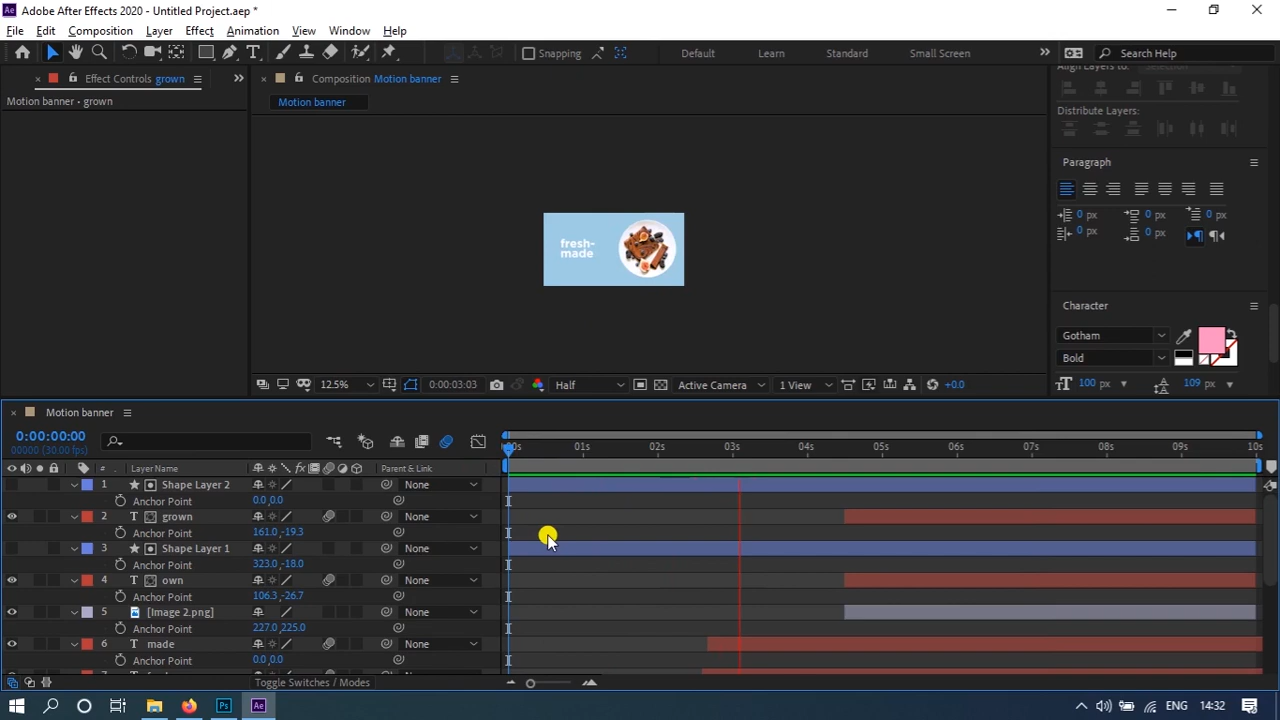 Adobe After Effects 2020 - Untitled Project.aep *
File Edit Composition Layer Effect Animation View Window Help
Snapping Default Learn Standard Small Screen Search Help
Effect Controls grown
Motion banner • grown
Composition Motion banner
Motion banner
fresh-
made
12.5% 0:00:03:03 Half Active Camera 1 View +0.0
Align Layers to: Selection
Distribute Layers:
Paragraph
0 px 0 px 0 px
0 px 0 px
Character
Gotham
Bold
100 px 109 px
Motion banner
0:00:00:00
00000 (30.00 fps)
00s 01s 02s 03s 04s 05s 06s 07s 08s 09s 10s
# Layer Name Parent & Link
1 Shape Layer 2 None
Anchor Point 0.0,0.0
2 T grown None
Anchor Point 161.0,-19.3
3 Shape Layer 1 None
Anchor Point 323.0,-18.0
4 T own None
Anchor Point 106.3,-26.7
5 [Image 2.png] None
Anchor Point 227.0,225.0
6 T made None
Anchor Point 0.0,0.0
Toggle Switches / Modes
Ps Ae ENG 14:32